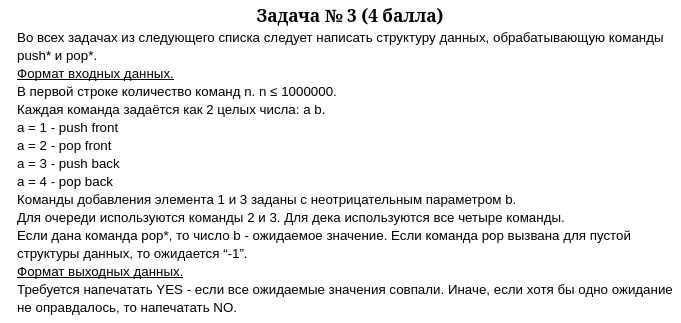 Задача № 3 (4 балла)
Во всех задачах из следующего списка следует написать структуру данных, обрабатывающую команды
push* и pop*.
Формат входных данных.
В первой строке количество команд n. n ≤ 1000000.
Каждая команда задаётся как 2 целых числа: a b.
a = 1 - push front
a = 2 - pop front
a = 3 - push back
a = 4 - pop back
Команды добавления элемента 1 и 3 заданы с неотрицательным параметром b.
Для очереди используются команды 2 и 3. Для дека используются все четыре команды.
Если дана команда pop*, то число b - ожидаемое значение. Если команда pop вызвана для пустой
структуры данных, то ожидается “-1”.
Формат выходных данных.
Требуется напечатать YES - если все ожидаемые значения совпали. Иначе, если хотя бы одно ожидание
не оправдалось, то напечатать NO.